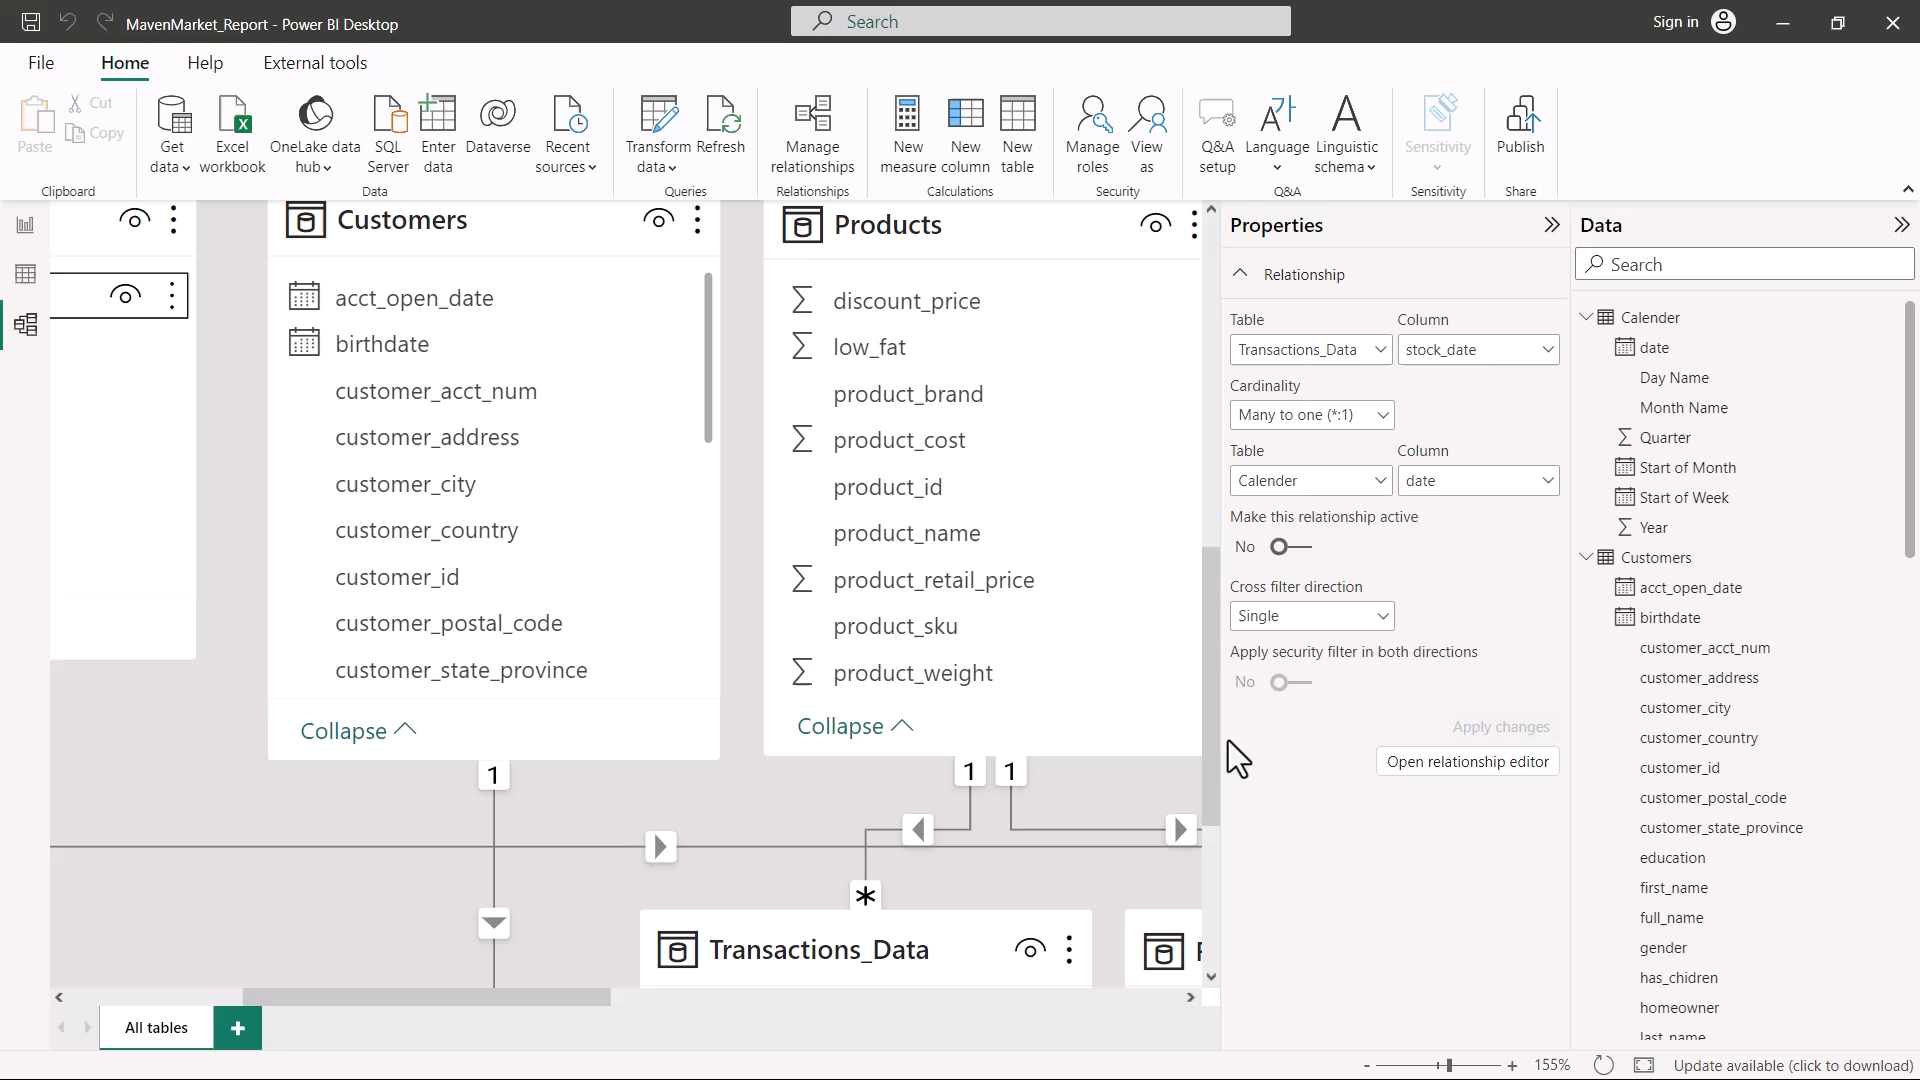 MavenMarket_Report - Power BI Desktop
Search
Sign in
File
Home
Help
External tools
Paste
Cut
Copy
Clipboard
Get data
Excel workbook
OneLake data hub
SQL Server
Enter data
Dataverse
Recent sources
Data
Transform data
Refresh
Queries
Manage relationships
Relationships
New measure
New column
New table
Calculations
Manage roles
View as
Security
Q&A setup
Language
Linguistic schema
Q&A
Sensitivity
Sensitivity
Publish
Share
Customers
acct_open_date
birthdate
customer_acct_num
customer_address
customer_city
customer_country
customer_id
customer_postal_code
customer_state_province
Collapse
1
Products
discount_price
low_fat
product_brand
product_cost
product_id
product_name
product_retail_price
product_sku
product_weight
Collapse
1
1
*
Transactions_Data
All tables
Properties
Relationship
Table
Column
Transactions_Data
stock_date
Cardinality
Many to one (*:1)
Table
Column
Calender
date
Make this relationship active
No
Cross filter direction
Single
Apply security filter in both directions
No
Apply changes
Open relationship editor
Data
Search
Calender
date
Day Name
Month Name
Quarter
Start of Month
Start of Week
Year
Customers
acct_open_date
birthdate
customer_acct_num
customer_address
customer_city
customer_country
customer_id
customer_postal_code
customer_state_province
education
first_name
full_name
gender
has_chidren
homeowner
last_name
- + 155%
Update available (click to download)